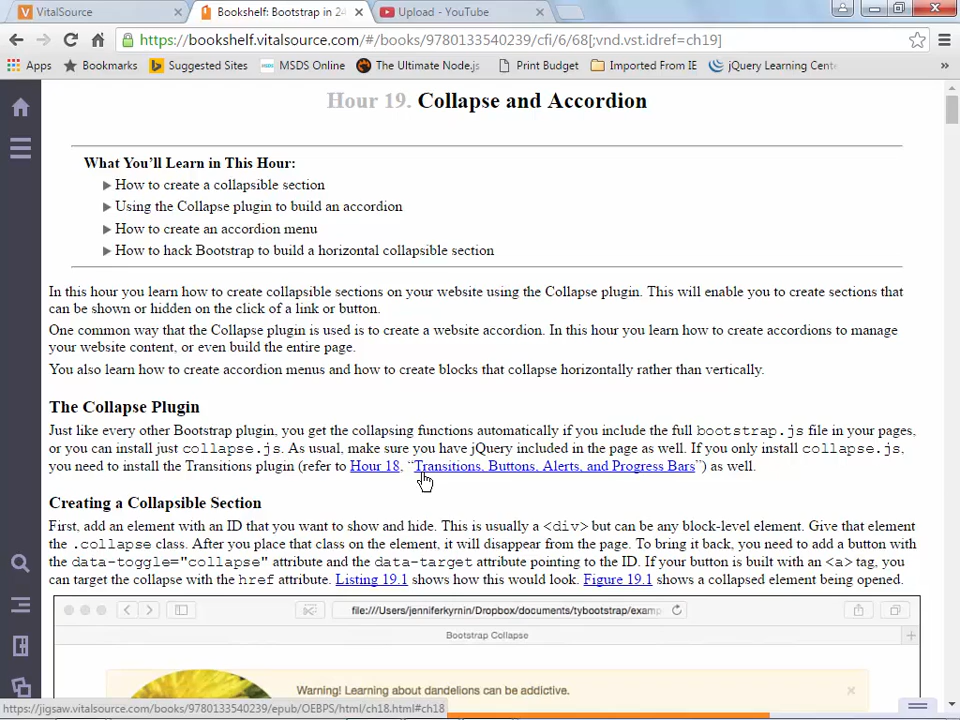 VitalSource
Bookshelf: Bootstrap in 24
Upload - YouTube
https://bookshelf.vitalsource.com/#/books/9780133540239/cfi/6/68[;vnd.vst.idref=ch19]
Apps
Bookmarks
Suggested Sites
MSDS Online
The Ultimate Node.js
Print Budget
Imported From IE
jQuery Learning Cente
»
Hour 19. Collapse and Accordion
What You'll Learn in This Hour:
How to create a collapsible section
Using the Collapse plugin to build an accordion
How to create an accordion menu
How to hack Bootstrap to build a horizontal collapsible section
In this hour you learn how to create collapsible sections on your website using the Collapse plugin. This will enable you to create sections that
can be shown or hidden on the click of a link or button.
One common way that the Collapse plugin is used is to create a website accordion. In this hour you learn how to create accordions to manage
your website content, or even build the entire page.
You also learn how to create accordion menus and how to create blocks that collapse horizontally rather than vertically.
The Collapse Plugin
Just like every other Bootstrap plugin, you get the collapsing functions automatically if you include the full bootstrap.js file in your pages,
or you can install just collapse.js. As usual, make sure you have jQuery included in the page as well. If you only install collapse.js,
you need to install the Transitions plugin (refer to Hour 18, “Transitions, Buttons, Alerts, and Progress Bars”) as well.
Creating a Collapsible Section
First, add an element with an ID that you want to show and hide. This is usually a <div> but can be any block-level element. Give that element
the .collapse class. After you place that class on the element, it will disappear from the page. To bring it back, you need to add a button with
the data-toggle="collapse" attribute and the data-target attribute pointing to the ID. If your button is built with an <a> tag, you
can target the collapse with the href attribute. Listing 19.1 shows how this would look. Figure 19.1 shows a collapsed element being opened.
file:///Users/jenniferkyrnin/Dropbox/documents/tybootstrap/exam
Bootstrap Collapse
Warning! Learning about dandelions can be addictive.
https://jigsaw.vitalsource.com/books/9780133540239/epub/OEBPS/html/ch18.html#ch18